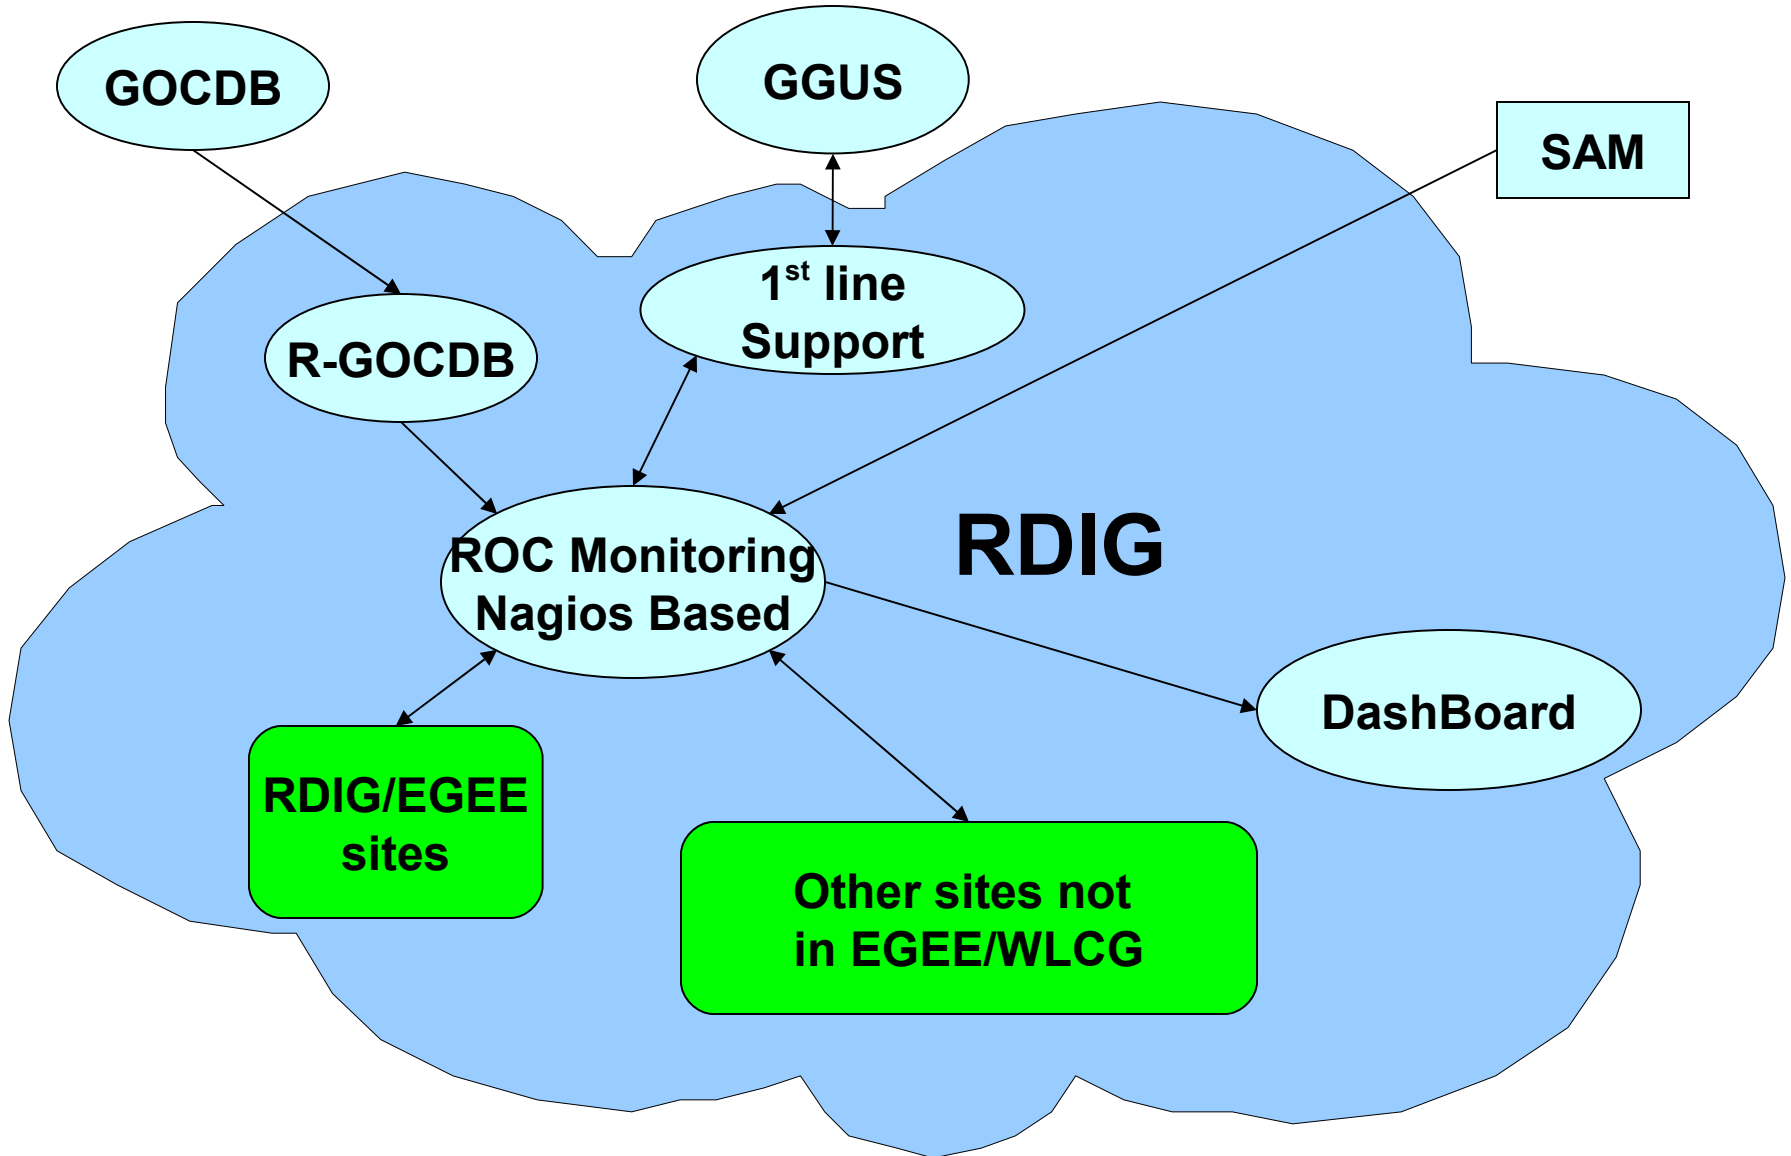 GOCDB
GGUS
SAM
1st line
Support
R-GOCDB
ROC Monitoring
Nagios Based
RDIG
DashBoard
RDIG/EGEE
sites
Other sites not
in EGEE/WLCG